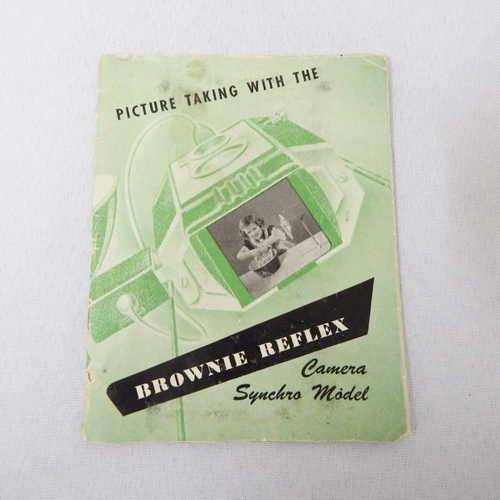 PICTURE TAKING WITH THE
BROWNIE REFLEX
Camera
Synchro Model